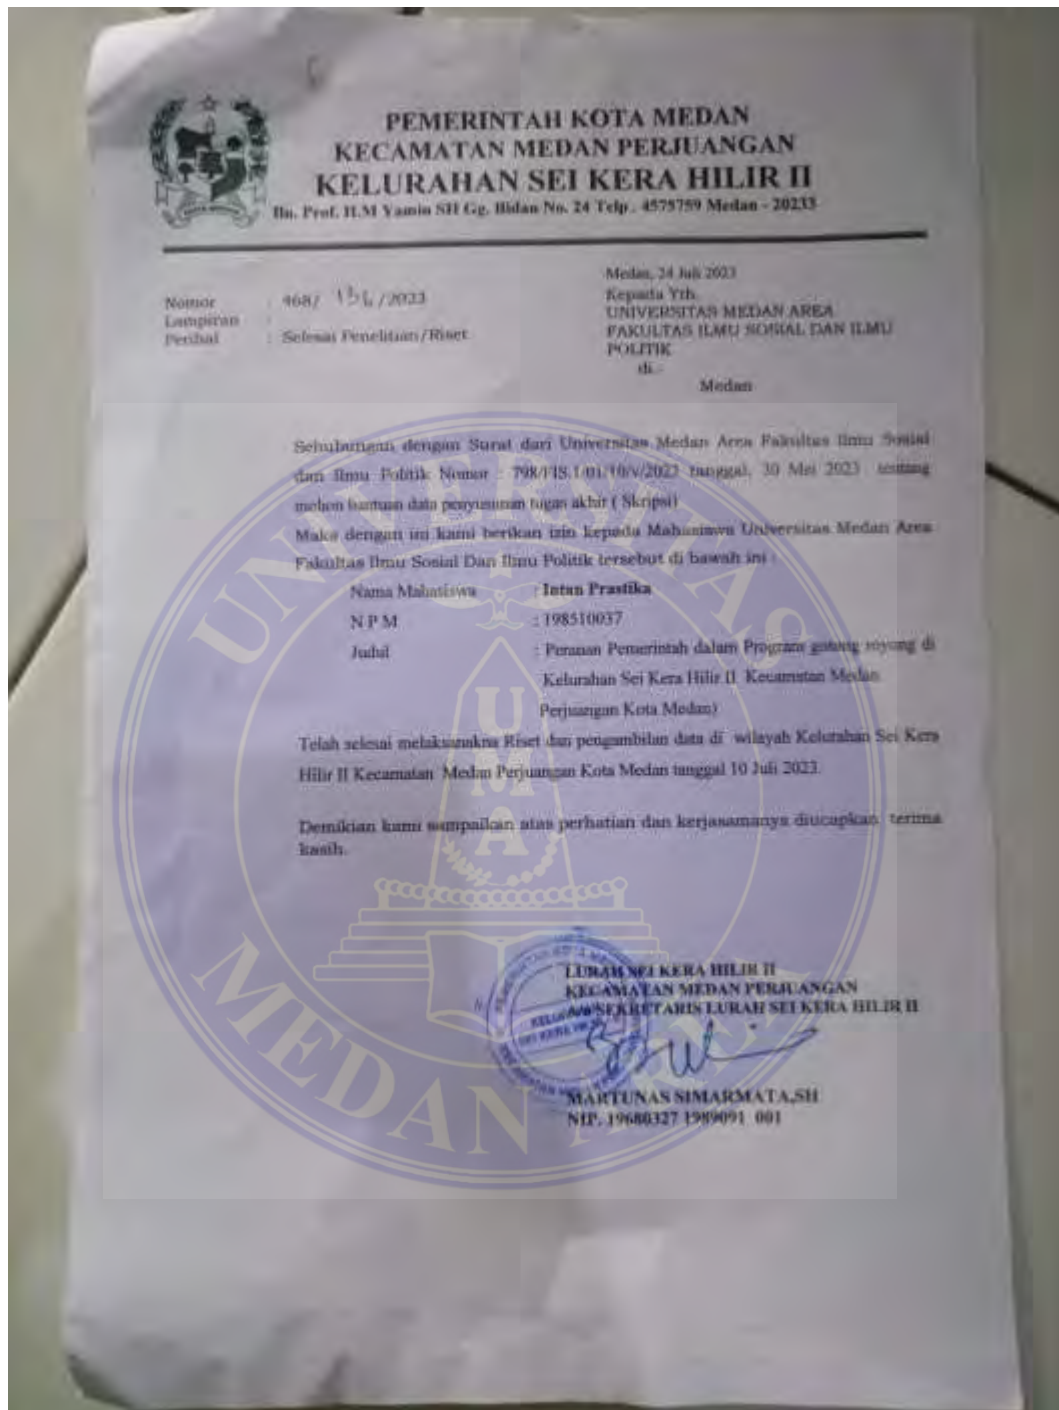 PEMERINTAH KOTA MEDAN
KECAMATAN MEDAN PERJUANGAN
KELURAHAN SEI KERA HILIR II
Prof. H.M Yamin SH Gg. Bidan No. 24 Telp. 4575759 Medan - 20233
Medan, 24 Juli 2023
Nomor : 468/ /2023
Kepada Yth.
Lampiran :
UNIVERSITAS MEDAN AREA
Perihal : Selesai Penelitian/Riset
FAKULTAS ILMU SOSIAL DAN ILMU
POLITIK
di -
Medan
Sehubungan dengan Surat dari Universitas Medan Area Fakultas Ilmu Sosial
dan Ilmu Politik Nomor : 798/FIS.1/01/10/V/2023 tanggal, 30 Mei 2023 tentang
mohon bantuan data penyusunan tugas akhir ( Skripsi)
Maka dengan ini kami berikan izin kepada Mahasiswa Universitas Medan Area
Fakultas Ilmu Sosial Dan Ilmu Politik tersebut di bawah ini :
Nama Mahasiswa : Intan Prastika
N P M : 198510037
Judul : Peranan Pemerintah dalam Program gotong royong di
Kelurahan Sei Kera Hilir II Kecamatan Medan
Perjuangan Kota Medan)
Telah selesai melaksanakna Riset dan pengambilan data di wilayah Kelurahan Sei Kera
Hilir II Kecamatan Medan Perjuangan Kota Medan tanggal 10 Juli 2023.
Demikian kami sampaikan atas perhatian dan kerjasamanya diucapkan terima
kasih.
LURAH SEI KERA HILIR II
KECAMATAN MEDAN PERJUANGAN
SEKRETARIS LURAH SEI KERA HILIR II
MARTUNAS SIMARMATA,SH
NIP. 19680327 1989091 001
UNIVERSITAS
MEDAN AREA
UMA